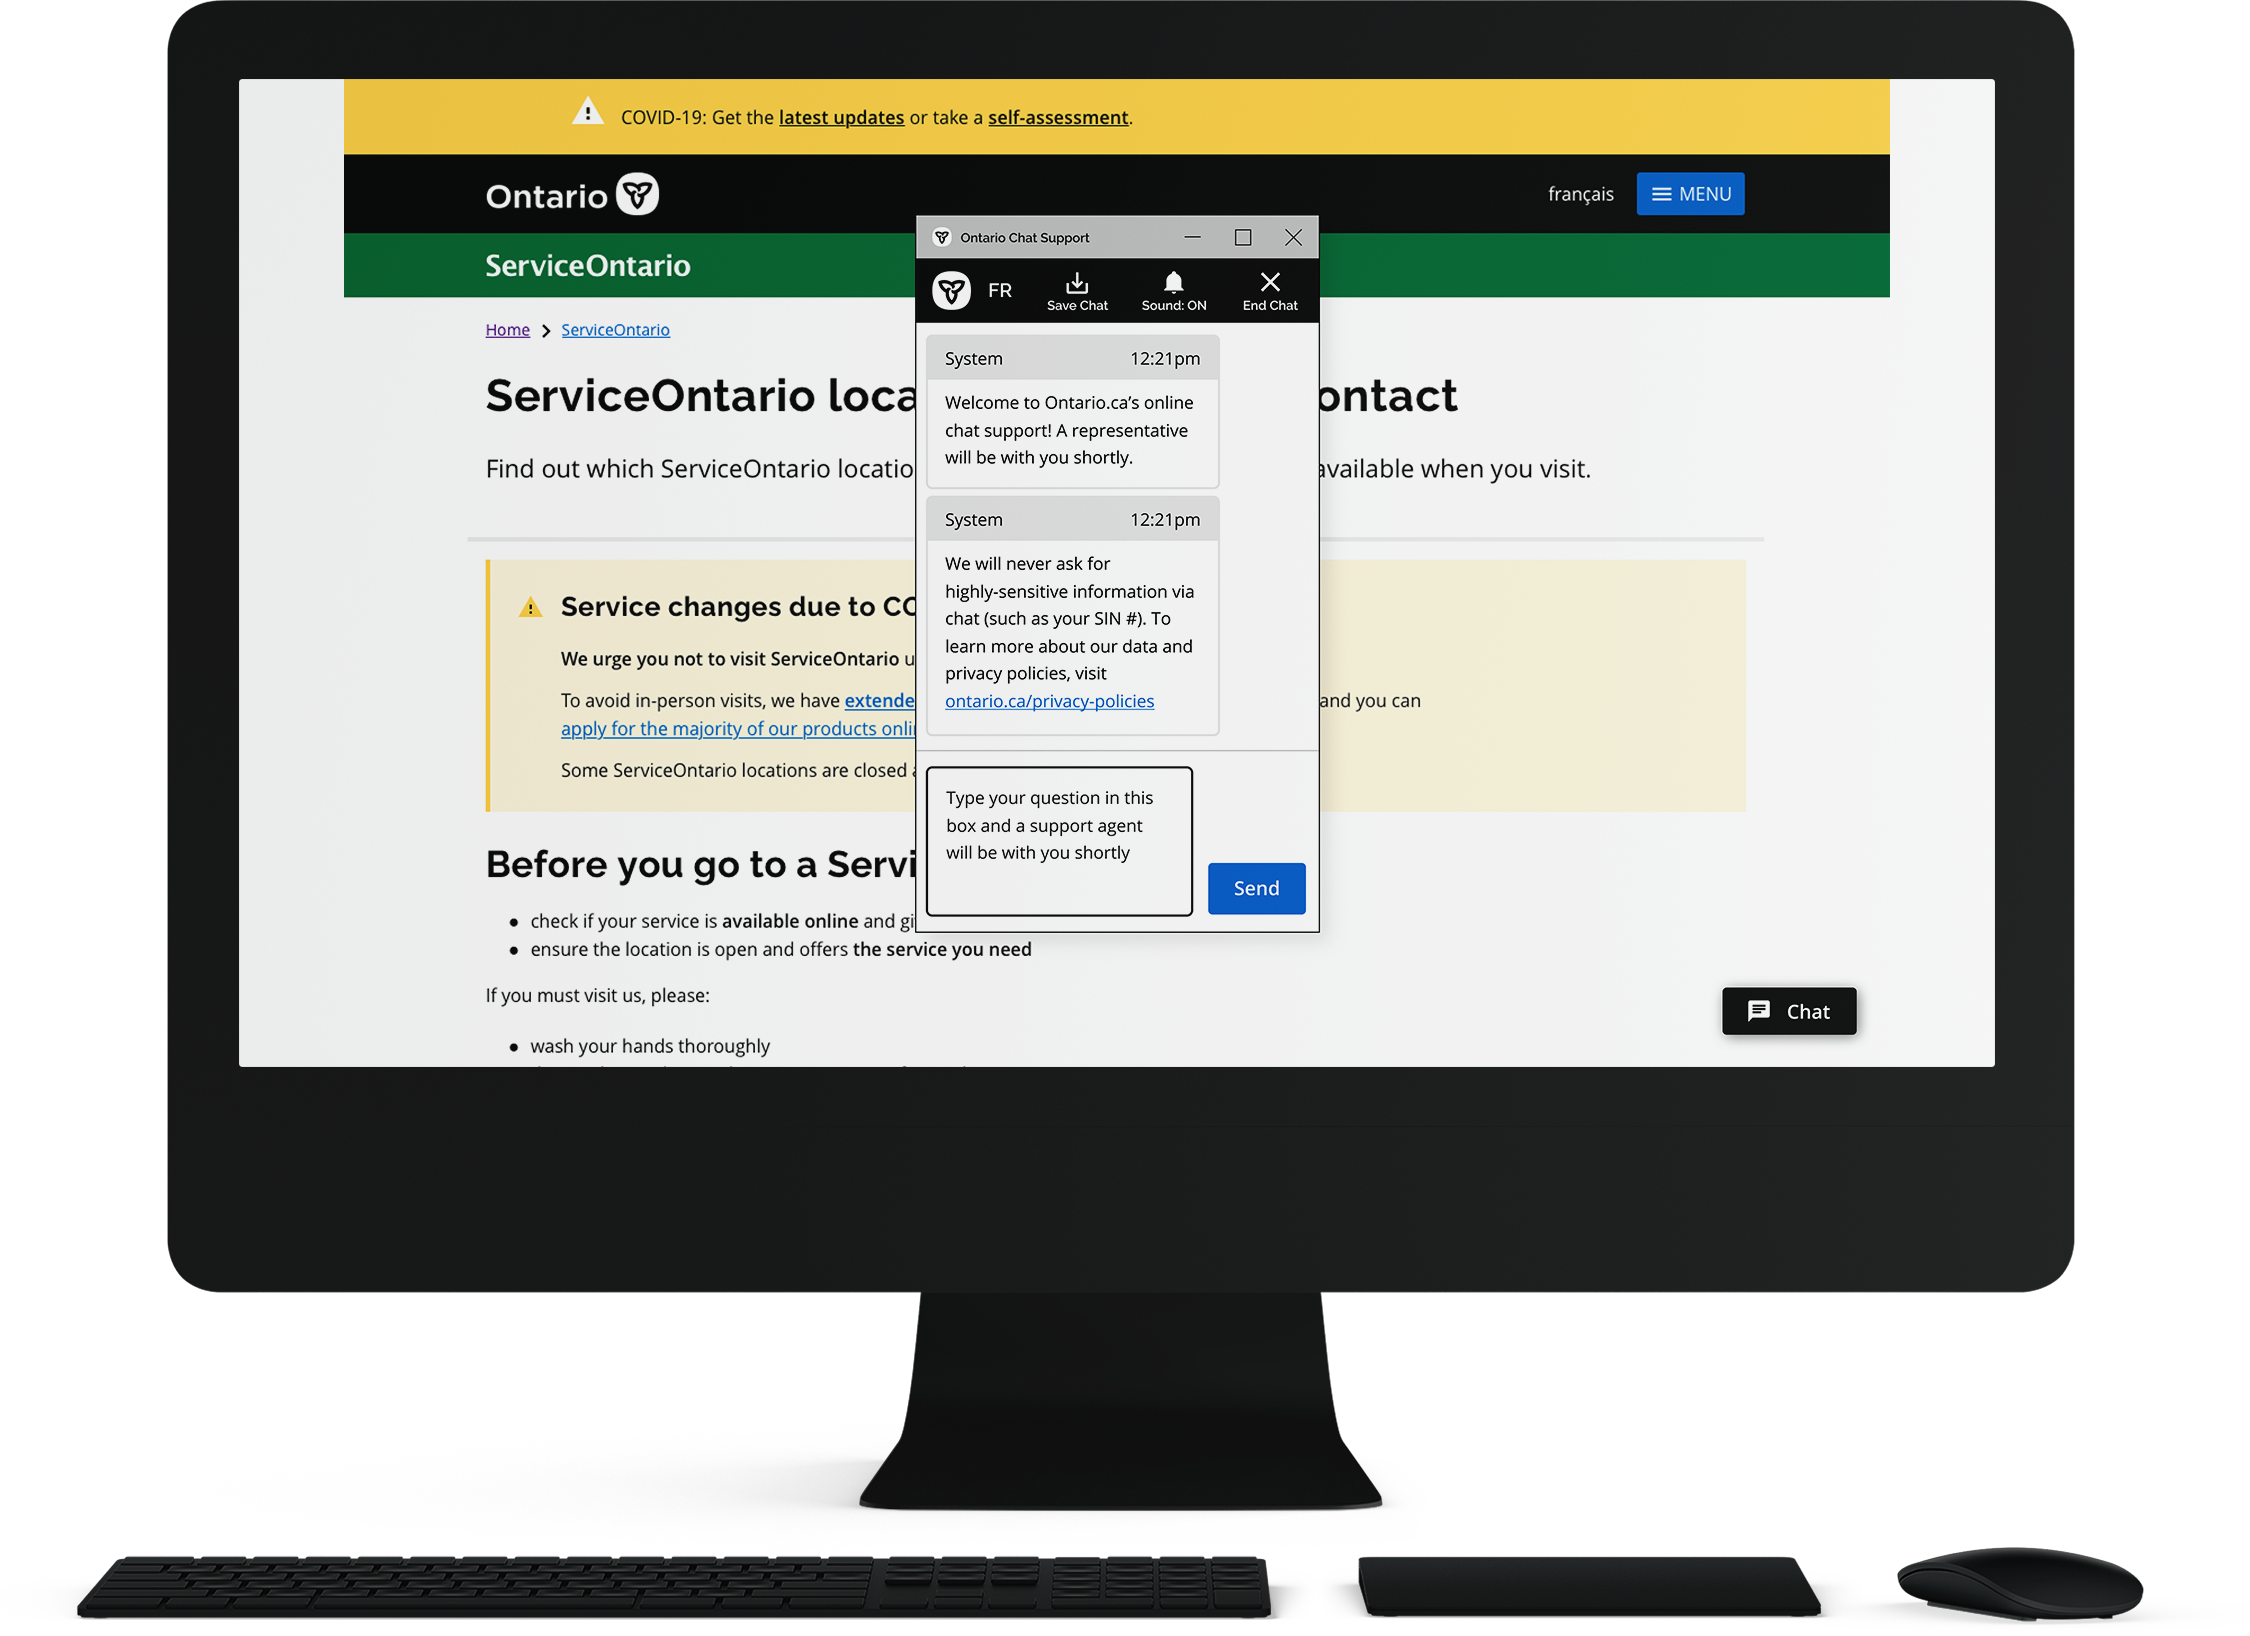 COVID-19: Get the latest updates or take a self-assessment.
Ontario
français
MENU
ServiceOntario
Home
ServiceOntario
ServiceOntario loca
ontact
Find out which ServiceOntario locatio
available when you visit.
Service changes due to CO
We urge you not to visit ServiceOntario u
To avoid in-person visits, we have extende
and you can
apply for the majority of our products onli
Some ServiceOntario locations are closed
Before you go to a Servi
check if your service is available online and gi
ensure the location is open and offers the service you need
If you must visit us, please:
wash your hands thoroughly
Ontario Chat Support
FR
Save Chat
Sound: ON
End Chat
System 12:21pm
Welcome to Ontario.ca’s online
chat support! A representative
will be with you shortly.
System 12:21pm
We will never ask for
highly-sensitive information via
chat (such as your SIN #). To
learn more about our data and
privacy policies, visit
ontario.ca/privacy-policies
Type your question in this
box and a support agent
will be with you shortly
Send
Chat